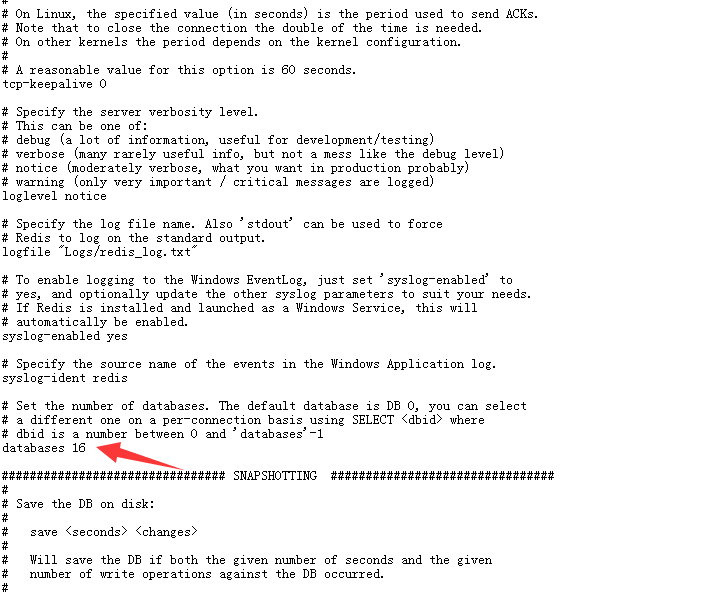 #
# On Linux, the specified value (in seconds) is the period used to send ACKs.
# Note that to close the connection the double of the time is needed.
# On other kernels the period depends on the kernel configuration.
#
# A reasonable value for this option is 60 seconds.
tcp-keepalive 0
# Specify the server verbosity level.
# This can be one of:
# debug (a lot of information, useful for development/testing)
# verbose (many rarely useful info, but not a mess like the debug level)
# notice (moderately verbose, what you want in production probably)
# warning (only very important / critical messages are logged)
loglevel notice
# Specify the log file name. Also 'stdout' can be used to force
# Redis to log on the standard output.
logfile "Logs/redis_log.txt"
# To enable logging to the Windows EventLog, just set 'syslog-enabled' to
# yes, and optionally update the other syslog parameters to suit your needs.
# If Redis is installed and launched as a Windows Service, this will
# automatically be enabled.
syslog-enabled yes
# Specify the source name of the events in the Windows Application log.
syslog-ident redis
# Set the number of databases. The default database is DB 0, you can select
# a different one on a per-connection basis using SELECT <dbid> where
# dbid is a number between 0 and 'databases'-1
databases 16
################################ SNAPSHOTTING  ################################
#
# Save the DB on disk:
#
#   save <seconds> <changes>
#
#   Will save the DB if both the given number of seconds and the given
#   number of write operations against the DB occurred.
#